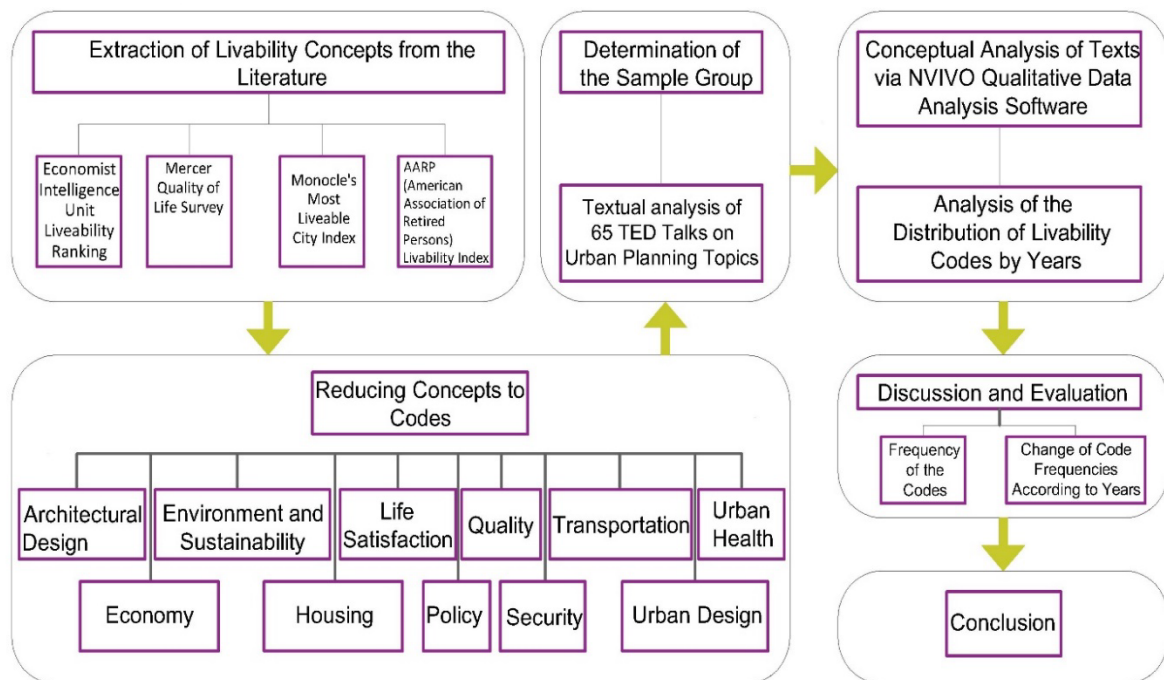 Extraction of Livability Concepts from the
Literature
Economist
Intelligence
Unit
Liveability
Ranking
Mercer
Quality of
Life Survey
Monocle's
Most
Liveable
City Index
AARP
(American
Association of
Retired
Persons)
Livability Index
Reducing Concepts to
Codes
Architectural
Design
Environment and
Sustainability
Life
Satisfaction
Quality
Transportation
Urban
Health
Economy
Housing
Policy
Security
Urban Design
Determination of
the Sample Group
Textual analysis of
65 TED Talks on
Urban Planning Topics
Conceptual Analysis of Texts
via NVIVO Qualitative Data
Analysis Software
Analysis of the
Distribution of Livability
Codes by Years
Discussion and Evaluation
Frequency
of the
Codes
Change of Code
Frequencies
According to Years
Conclusion